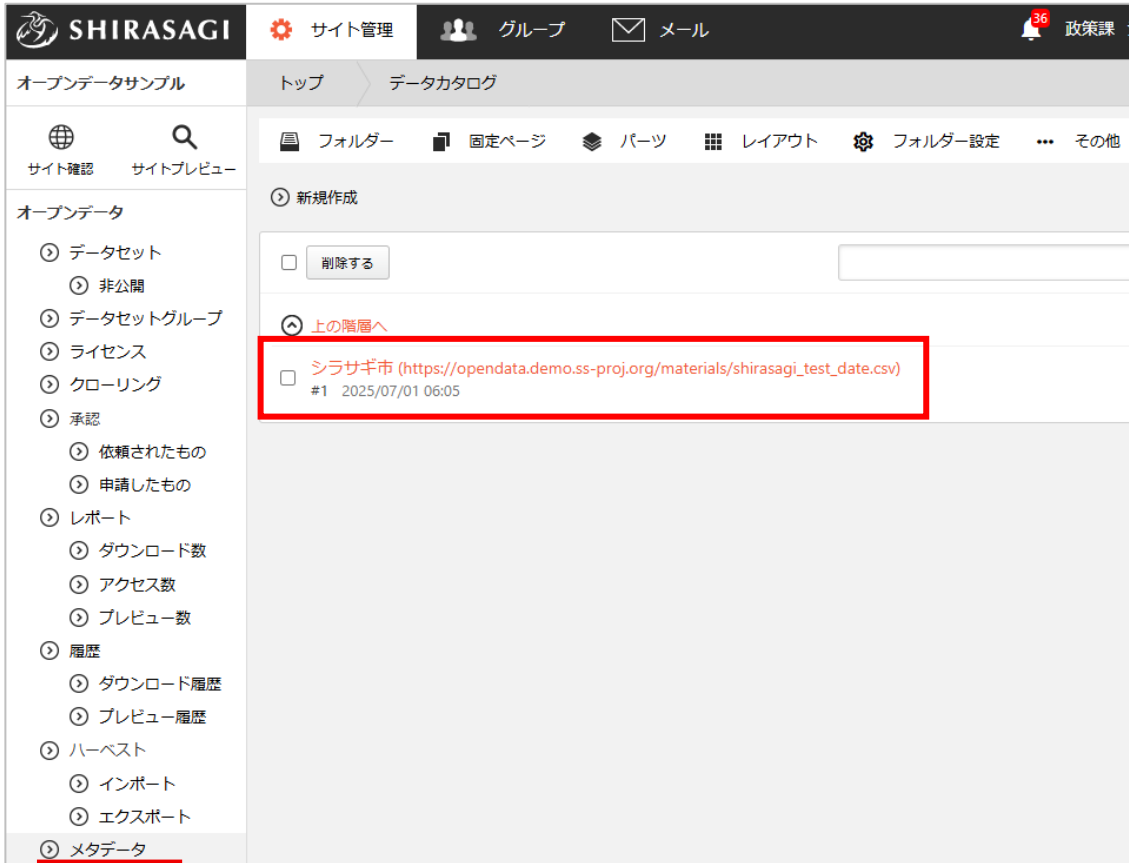 SHIRASAGI
サイト管理
グループ
メール
36
政策課
オープンデータサンプル
トップ
データカタログ
サイト確認
サイトプレビュー
フォルダー
固定ページ
パーツ
レイアウト
フォルダー設定
その他
新規作成
オープンデータ
データセット
非公開
データセットグループ
ライセンス
クローリング
承認
依頼されたもの
申請したもの
レポート
ダウンロード数
アクセス数
プレビュー数
履歴
ダウンロード履歴
プレビュー履歴
ハーベスト
インポート
エクスポート
メタデータ
削除する
上の階層へ
シラサギ市 (https://opendata.demo.ss-proj.org/materials/shirasagi_test_date.csv)
#1 2025/07/01 06:05